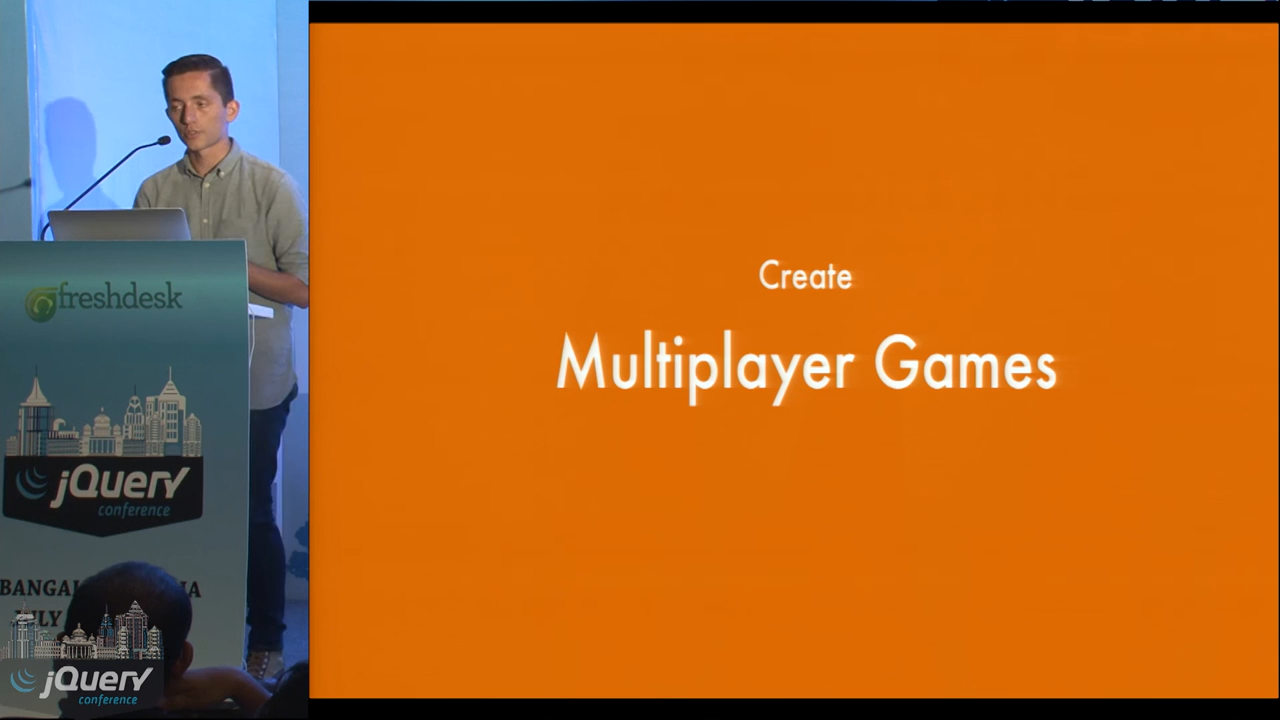 Create
Multiplayer Games
freshdesk
jQuery
conference
jQuery
conference